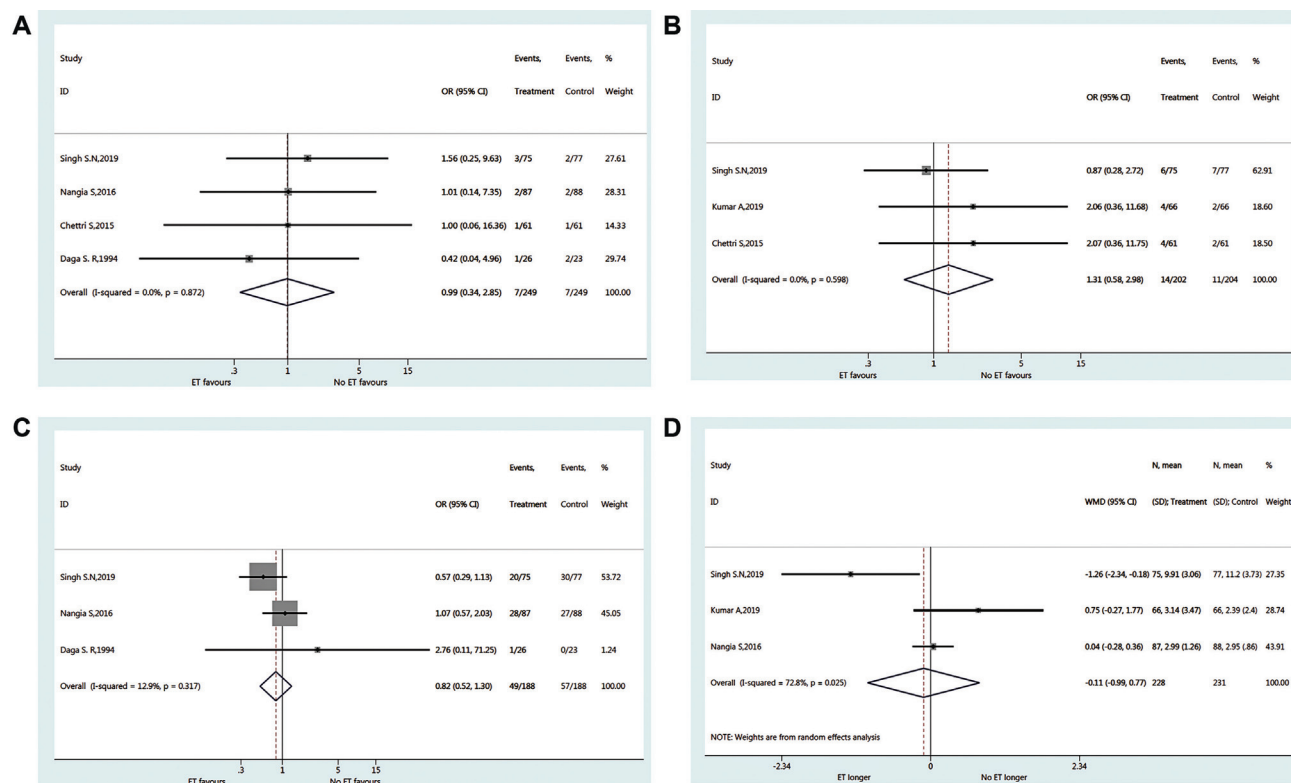 A
Study Events, Events, %
ID OR (95% CI) Treatment Control Weight
Singh S.N,2019 1.56 (0.25, 9.63) 3/75 2/77 27.61
Nangia S,2016 1.01 (0.14, 7.35) 2/87 2/88 28.31
Chettri S,2015 1.00 (0.06, 16.36) 1/61 1/61 14.33
Daga S. R,1994 0.42 (0.04, 4.96) 1/26 2/23 29.74
Overall (I-squared = 0.0%, p = 0.872) 0.99 (0.34, 2.85) 7/249 7/249 100.00
.3 1 5 15
ET favours No ET favours
B
Study Events, Events, %
ID OR (95% CI) Treatment Control Weight
Singh S.N,2019 0.87 (0.28, 2.72) 6/75 7/77 62.91
Kumar A,2019 2.06 (0.36, 11.68) 4/66 2/66 18.60
Chettri S,2015 2.07 (0.36, 11.75) 4/61 2/61 18.50
Overall (I-squared = 0.0%, p = 0.598) 1.31 (0.58, 2.98) 14/202 11/204 100.00
.3 1 5 15
ET favours No ET favours
C
Study Events, Events, %
ID OR (95% CI) Treatment Control Weight
Singh S.N,2019 0.57 (0.29, 1.13) 20/75 30/77 53.72
Nangia S,2016 1.07 (0.57, 2.03) 28/87 27/88 45.05
Daga S. R,1994 2.76 (0.11, 71.25) 1/26 0/23 1.24
Overall (I-squared = 12.9%, p = 0.317) 0.82 (0.52, 1.30) 49/188 57/188 100.00
.3 1 5 15
ET favours No ET favours
D
Study N, mean N, mean %
ID WMD (95% CI) (SD); Treatment (SD); Control Weight
Singh S.N,2019 -1.26 (-2.34, -0.18) 75, 9.91 (3.06) 77, 11.2 (3.73) 27.35
Kumar A,2019 0.75 (-0.27, 1.77) 66, 3.14 (3.47) 66, 2.39 (2.4) 28.74
Nangia S,2016 0.04 (-0.28, 0.36) 87, 2.99 (1.26) 88, 2.95 (.86) 43.91
Overall (I-squared = 72.8%, p = 0.025) -0.11 (-0.99, 0.77) 228 231 100.00
NOTE: Weights are from random effects analysis
-2.34 0 2.34
ET longer No ET longer